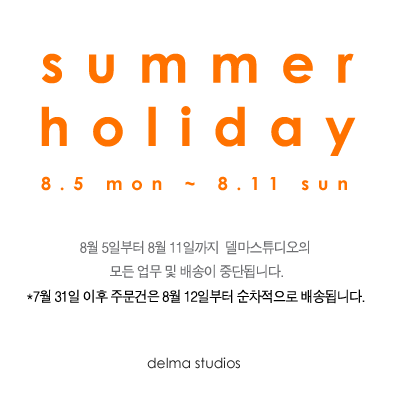 summer
holiday
8.5 mon ~ 8.11 sun
8월 5일부터 8월 11일까지 델마스튜디오의
모든 업무 및 배송이 중단됩니다.
*7월 31일 이후 주문건은 8월 12일부터 순차적으로 배송됩니다.
delma studios